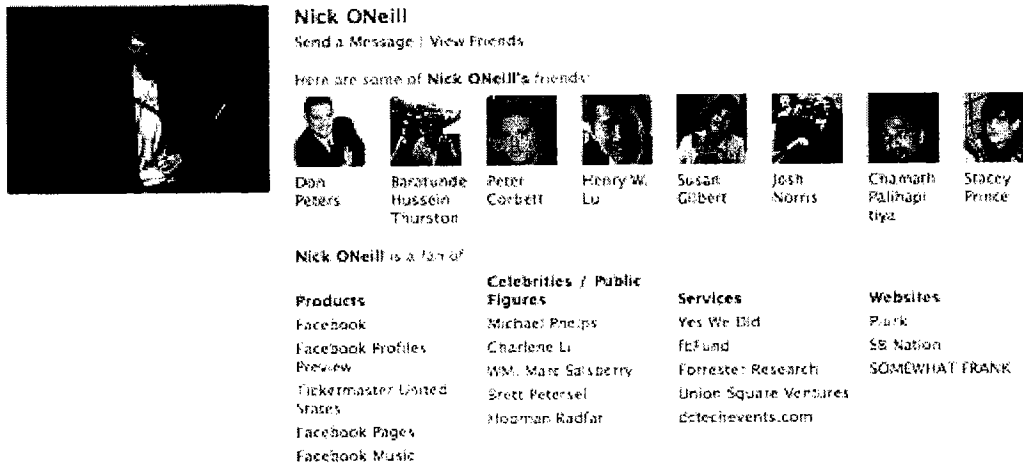 Nick ONeill
Send a Message | View Friends
Here are some of Nick ONeill's friends:
Don
Peters
Baratunde
Hussein
Thurston
Peter
Corbett
Henry W.
Lu
Susan
Gilbert
Josh
Norris
Chamath
Palihapi
tiya
Stacey
Prince
Nick ONeill is a fan of
Products
Facebook
Facebook Profiles
Preview
Ticketmaster United
States
Facebook Pages
Facebook Music
Celebrities / Public
Figures
Michael Phelps
Charlene Li
WM. Marc Salsberry
Brett Petersel
Hooman Radfar
Services
Yes We Did
Forrester Research
Union Square Ventures
dctechevents.com
Websites
Plurk
SB Nation
SOMEWHAT FRANK